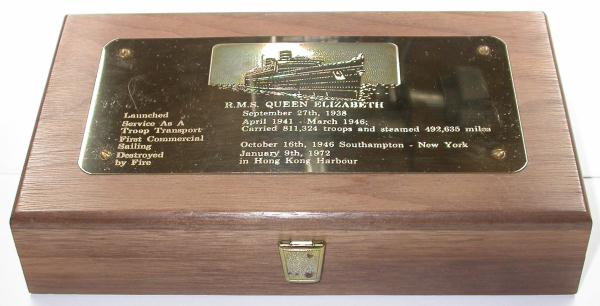 R.M.S. QUEEN ELIZABETH
Launched September 27th, 1938
Service As A April 1941 - March 1946;
Troop Transport Carried 811,324 troops and steamed 492,635 miles
First Commercial
Sailing October 16th, 1946 Southampton - New York
Destroyed January 9th, 1972
by Fire in Hong Kong Harbour